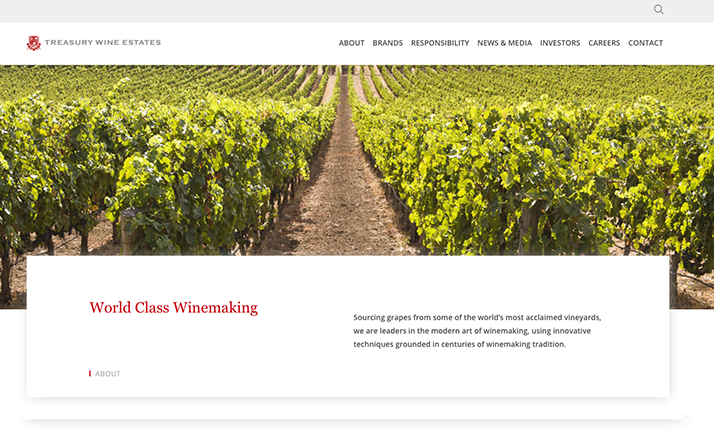 TREASURY WINE ESTATES
ABOUT BRANDS RESPONSIBILITY NEWS & MEDIA INVESTORS CAREERS CONTACT
World Class Winemaking
Sourcing grapes from some of the world's most acclaimed vineyards,
we are leaders in the modern art of winemaking, using innovative
techniques grounded in centuries of winemaking tradition.
ABOUT